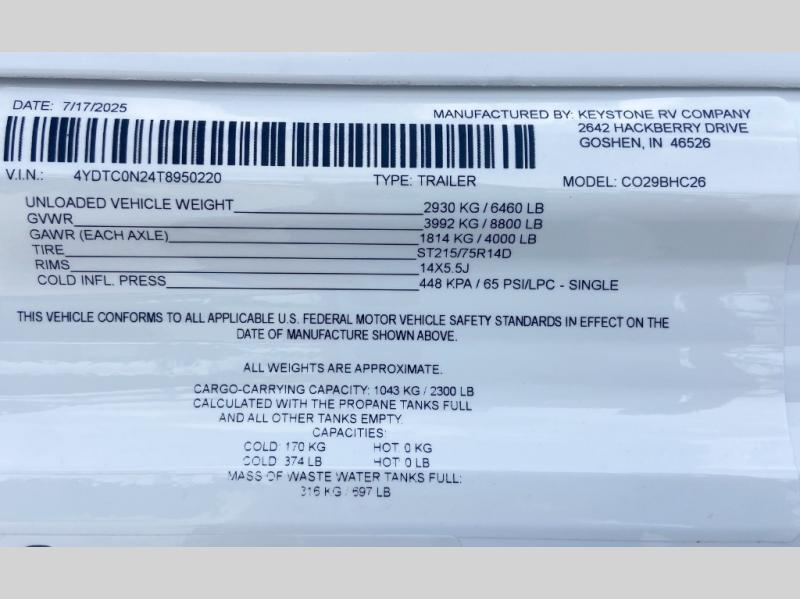 DATE: 7/17/2025
MANUFACTURED BY: KEYSTONE RV COMPANY
2642 HACKBERRY DRIVE
GOSHEN, IN 46526
V.I.N.: 4YDTC0N24T8950220 TYPE: TRAILER MODEL: CO29BHC26
UNLOADED VEHICLE WEIGHT 2930 KG / 6460 LB
GVWR 3992 KG / 8800 LB
GAWR (EACH AXLE) 1814 KG / 4000 LB
TIRE ST215/75R14D
RIMS 14X5.5J
COLD INFL. PRESS 448 KPA / 65 PSI/LPC - SINGLE
THIS VEHICLE CONFORMS TO ALL APPLICABLE U.S. FEDERAL MOTOR VEHICLE SAFETY STANDARDS IN EFFECT ON THE
DATE OF MANUFACTURE SHOWN ABOVE.
ALL WEIGHTS ARE APPROXIMATE.
CARGO-CARRYING CAPACITY: 1043 KG / 2300 LB
CALCULATED WITH THE PROPANE TANKS FULL
AND ALL OTHER TANKS EMPTY.
CAPACITIES:
COLD: 170 KG HOT: 0 KG
COLD: 374 LB HOT: 0 LB
MASS OF WASTE WATER TANKS FULL:
316 KG / 697 LB